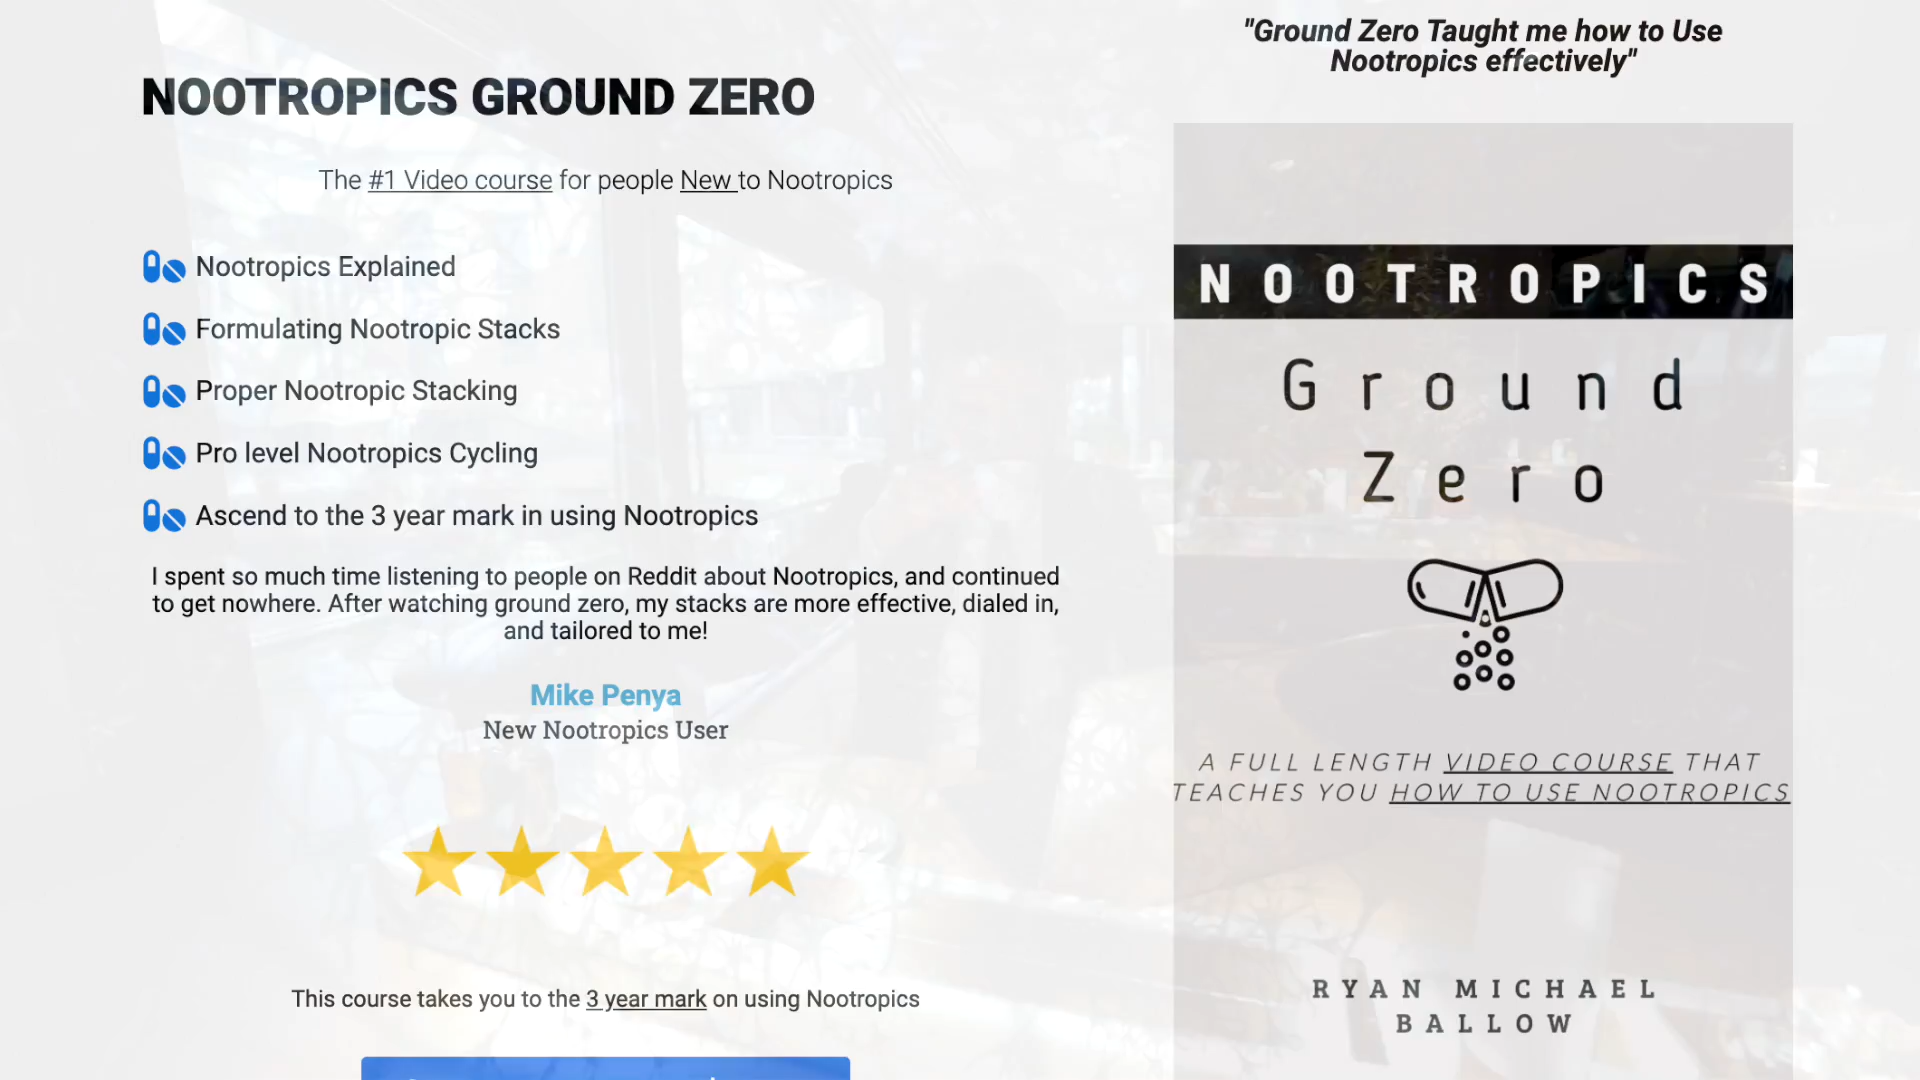 NOOTROPICS GROUND ZERO
The #1 Video course for people New to Nootropics
Nootropics Explained
Formulating Nootropic Stacks
Proper Nootropic Stacking
Pro level Nootropics Cycling
Ascend to the 3 year mark in using Nootropics
I spent so much time listening to people on Reddit about Nootropics, and continued
to get nowhere. After watching ground zero, my stacks are more effective, dialed in,
and tailored to me!
Mike Penya
New Nootropics User
This course takes you to the 3 year mark on using Nootropics
"Ground Zero Taught me how to Use
Nootropics effectively"
NOOTROPICS
Ground
Zero
A FULL LENGTH VIDEO COURSE THAT
TEACHES YOU HOW TO USE NOOTROPICS
RYAN MICHAEL
BALLOW